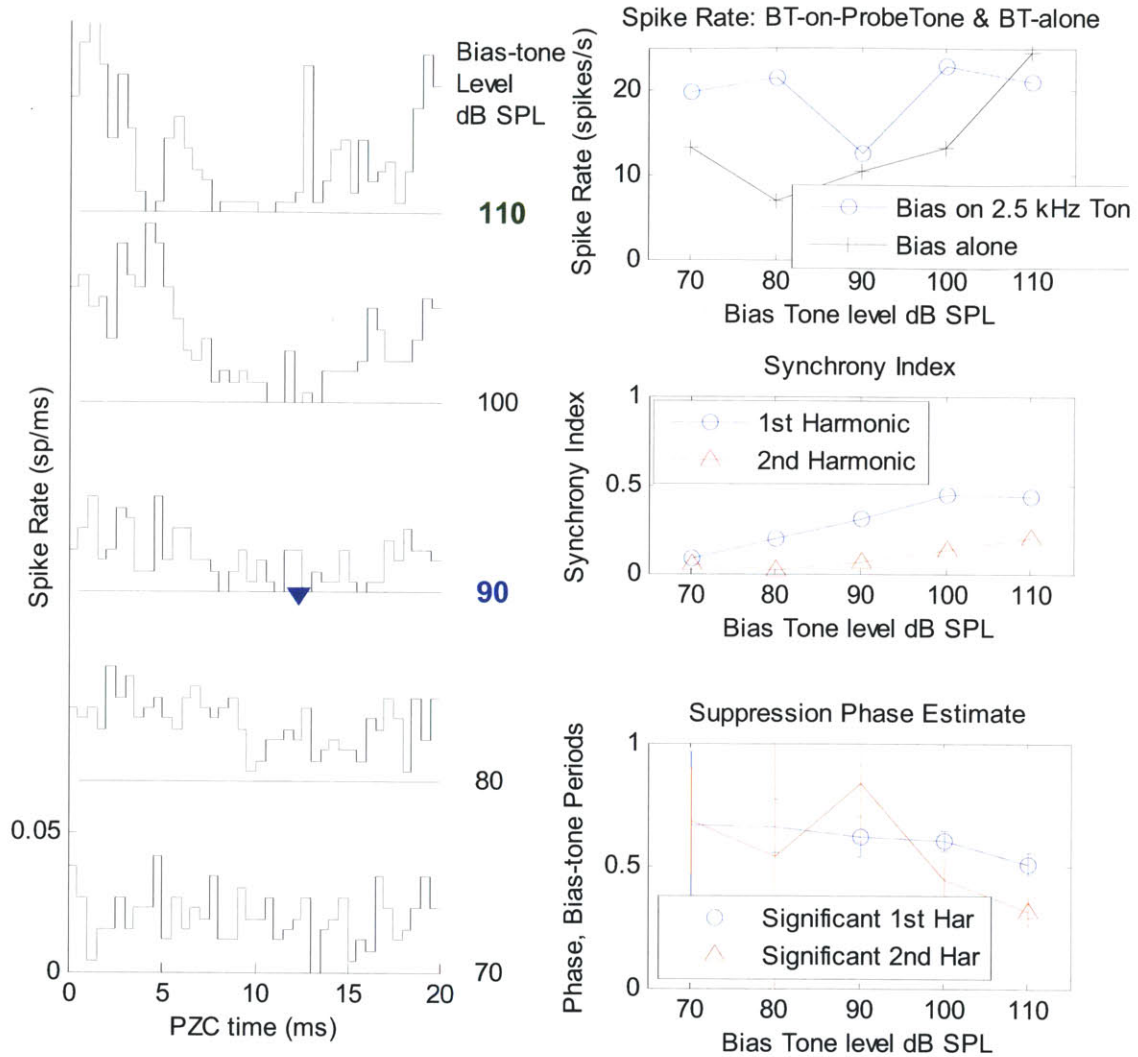 Bias-tone
Level
dB SPL
110
100
90
80
70
Spike Rate (sp/ms)
0.05
0
0 5 10 15 20
PZC time (ms)
Spike Rate: BT-on-ProbeTone & BT-alone
Spike Rate (spikes/s)
20
10
0
Bias on 2.5 kHz Ton
Bias alone
70 80 90 100 110
Bias Tone level dB SPL
Synchrony Index
Synchrony Index
1
0.5
0
1st Harmonic
2nd Harmonic
70 80 90 100 110
Bias Tone level dB SPL
Suppression Phase Estimate
Phase, Bias-tone Periods
1
0.5
0
Significant 1st Har
Significant 2nd Har
70 80 90 100 110
Bias Tone level dB SPL